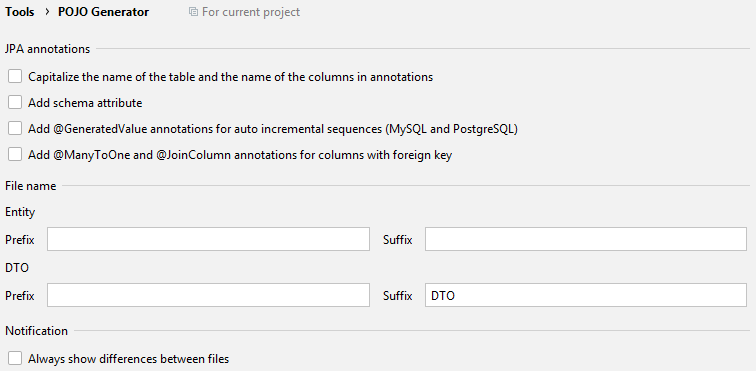 Tools › POJO Generator For current project
JPA annotations
Capitalize the name of the table and the name of the columns in annotations
Add schema attribute
Add @GeneratedValue annotations for auto incremental sequences (MySQL and PostgreSQL)
Add @ManyToOne and @JoinColumn annotations for columns with foreign key
File name
Entity
Prefix Suffix
DTO
Prefix Suffix DTO
Notification
Always show differences between files